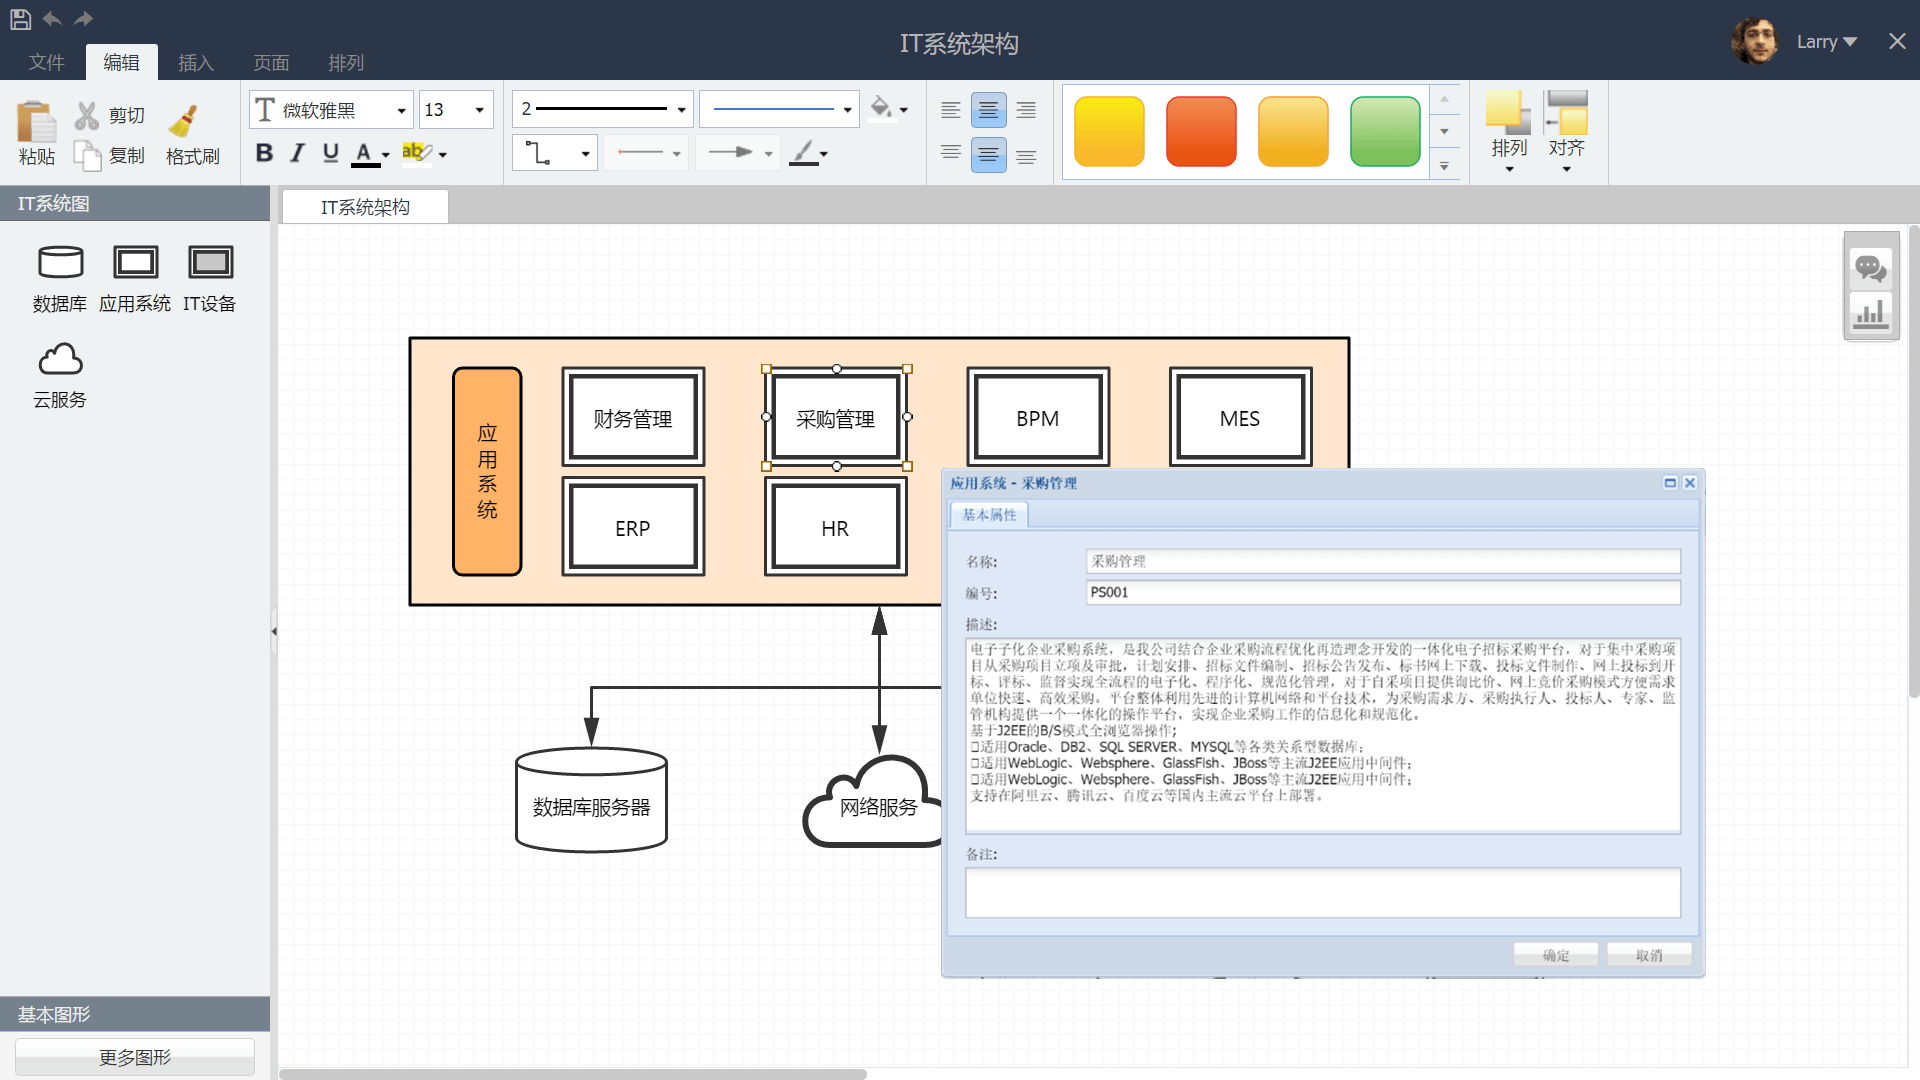 IT系统架构
Larry
文件 编辑 插入 页面 排列
粘贴
剪切
复制
格式刷
T 微软雅黑 13
B I U A ab
2
排列 对齐
IT系统图
数据库 应用系统 IT设备
云服务
基本图形
更多图形
IT系统架构
应用系统
财务管理 采购管理 BPM MES
ERP HR
数据库服务器
网络服务
应用系统 - 采购管理
基本属性
名称: 采购管理
编号: PS001
描述:
电子子化企业采购系统，是我公司结合企业采购流程优化再造理念开发的一体化电子招标采购平台，对于集中采购项
目从采购项目立项及审批，计划安排、招标文件编制、招标公告发布、标书网上下载、投标文件制作、网上投标到开
标、评标、监督实现全流程的电子化、程序化、规范化管理，对于自采项目提供询比价、网上竞价采购模式方便需求
单位快速、高效采购。平台整体利用先进的计算机网络和平台技术，为采购需求方、采购执行人、投标人、专家、监
管机构提供一个一体化的操作平台，实现企业采购工作的信息化和规范化。
基于J2EE的B/S模式全浏览器操作;
□适用Oracle、DB2、SQL SERVER、MYSQL等各类关系型数据库；
□适用WebLogic、Websphere、GlassFish、JBoss等主流J2EE应用中间件；
□适用WebLogic、Websphere、GlassFish、JBoss等主流J2EE应用中间件；
支持在阿里云、腾讯云、百度云等国内主流云平台上部署。
备注:
确定 取消